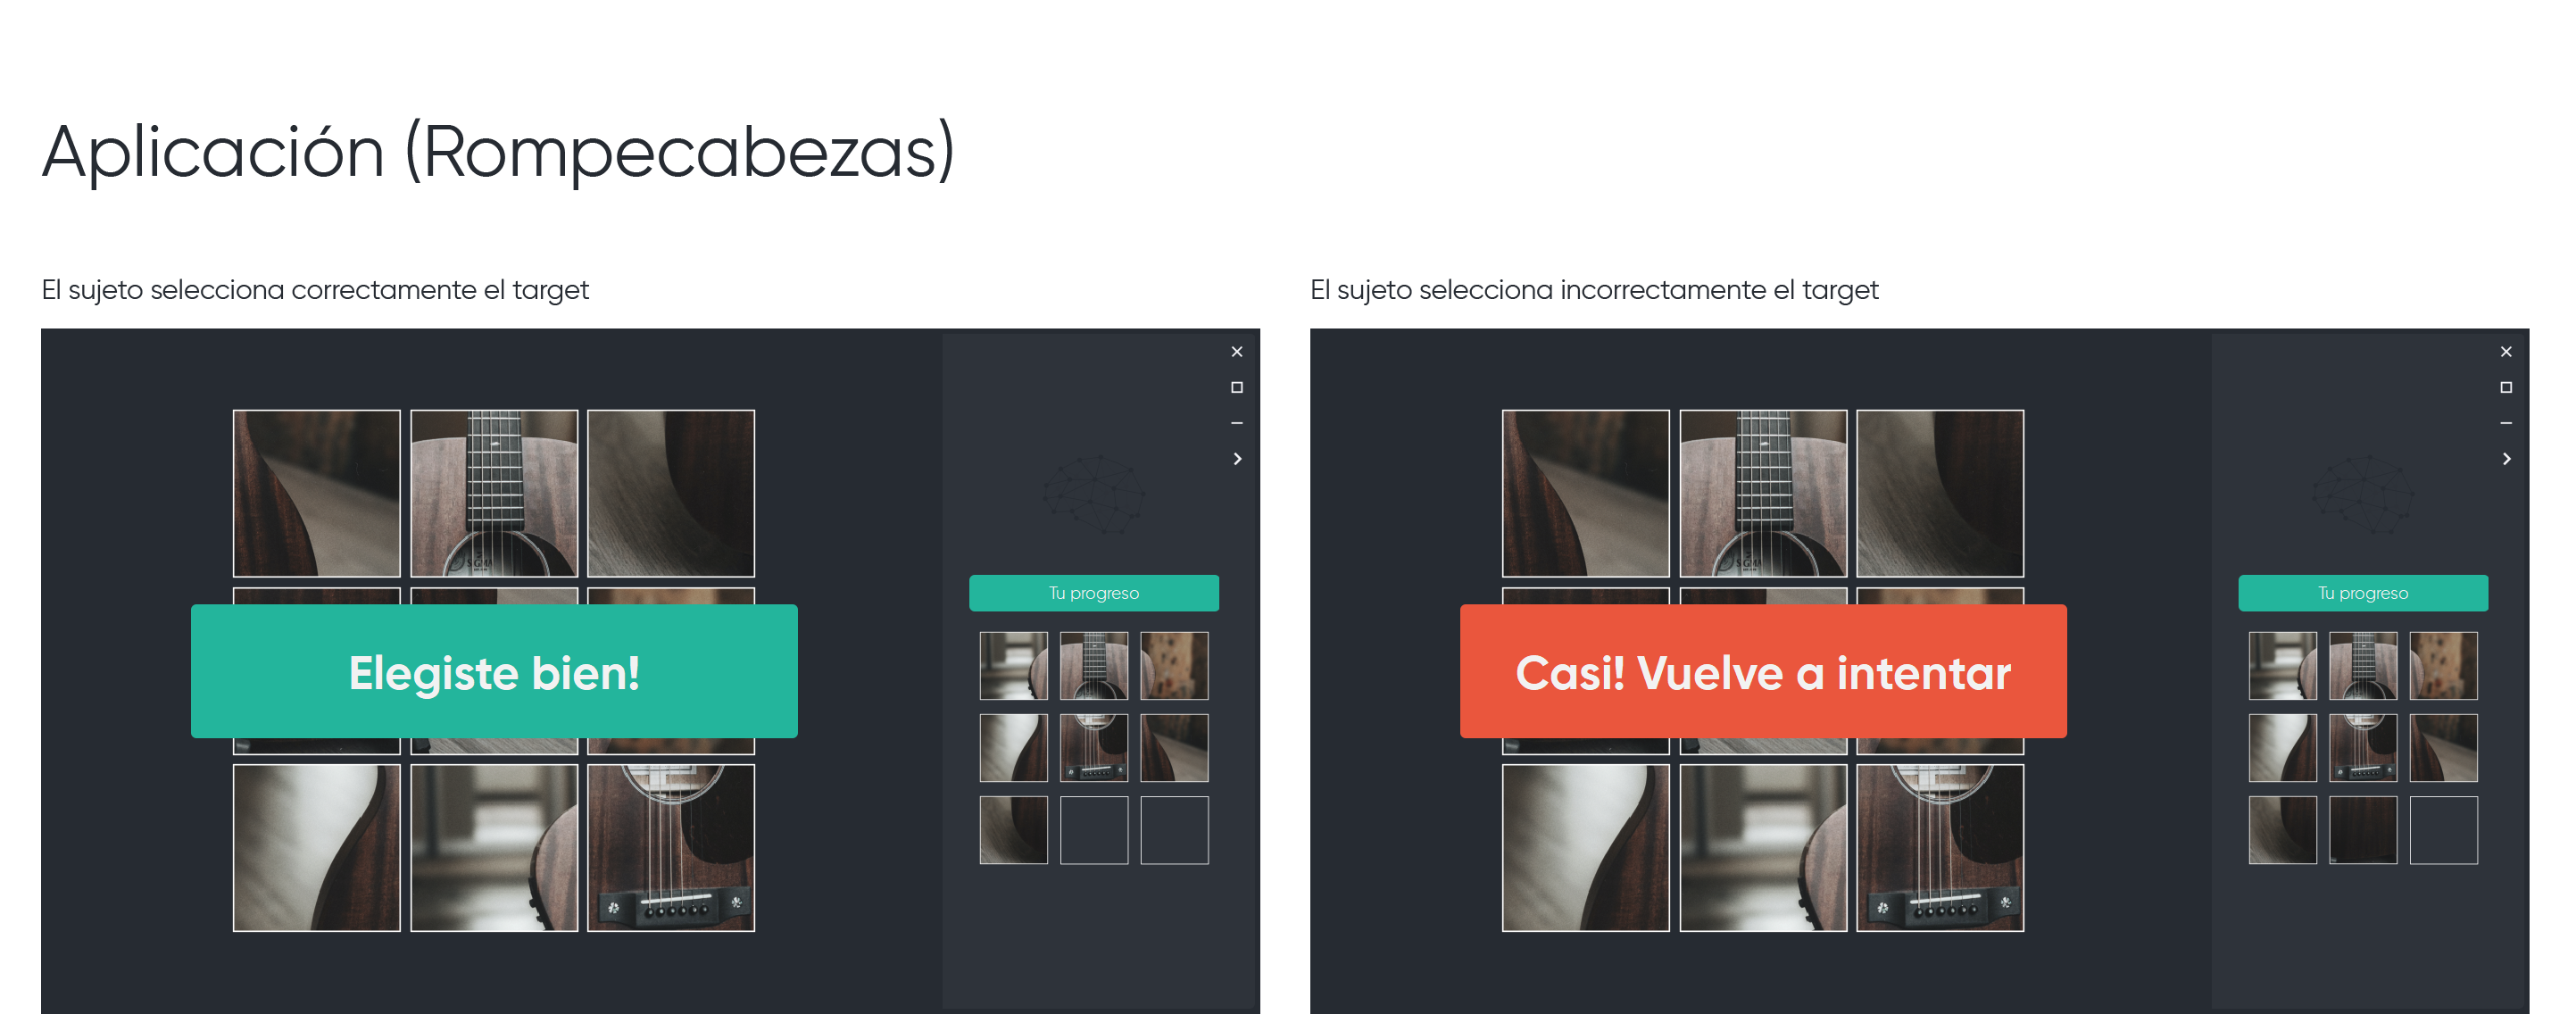 Aplicación (Rompecabezas)
El sujeto selecciona correctamente el target
El sujeto selecciona incorrectamente el target
Elegiste bien!
Tu progreso
Casi! Vuelve a intentar
Tu progreso